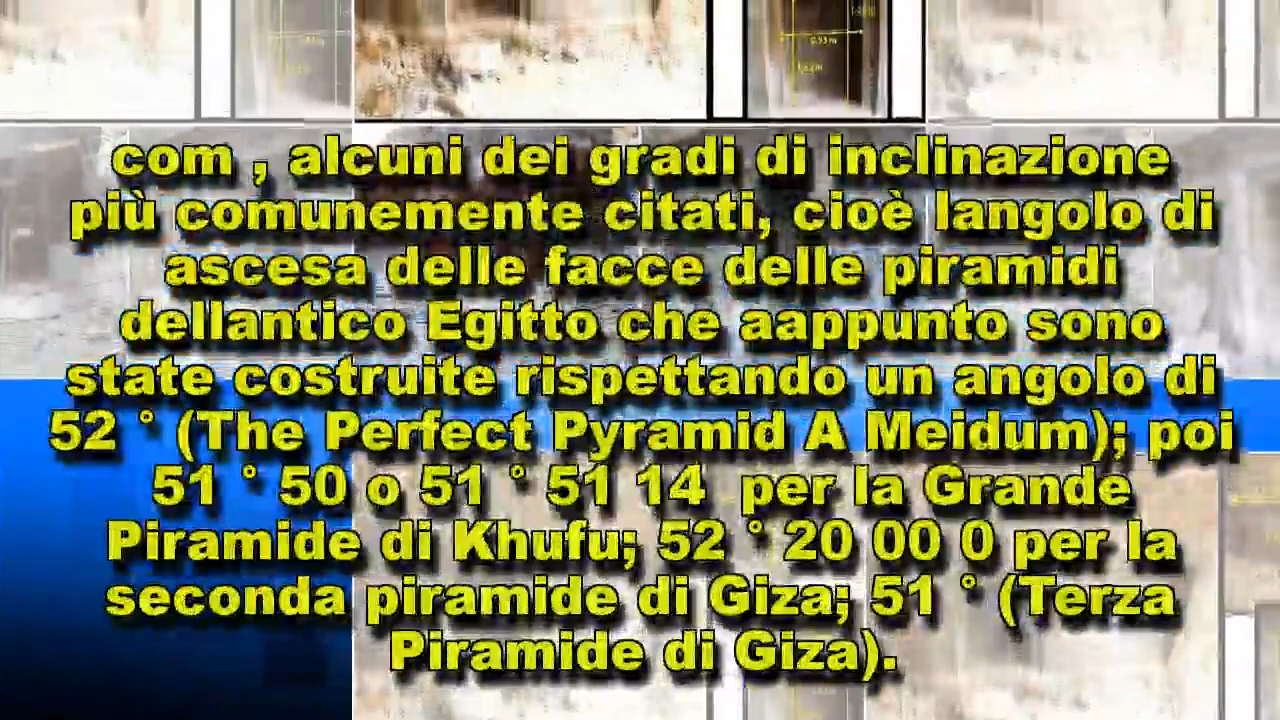 com , alcuni dei gradi di inclinazione
più comunemente citati, cioè langolo di
ascesa delle facce delle piramidi
dellantico Egitto che aappunto sono
state costruite rispettando un angolo di
52 ° (The Perfect Pyramid A Meidum); poi
51 ° 50 o 51 ° 51 14 per la Grande
Piramide di Khufu; 52 ° 20 00 0 per la
seconda piramide di Giza; 51 ° (Terza
Piramide di Giza).